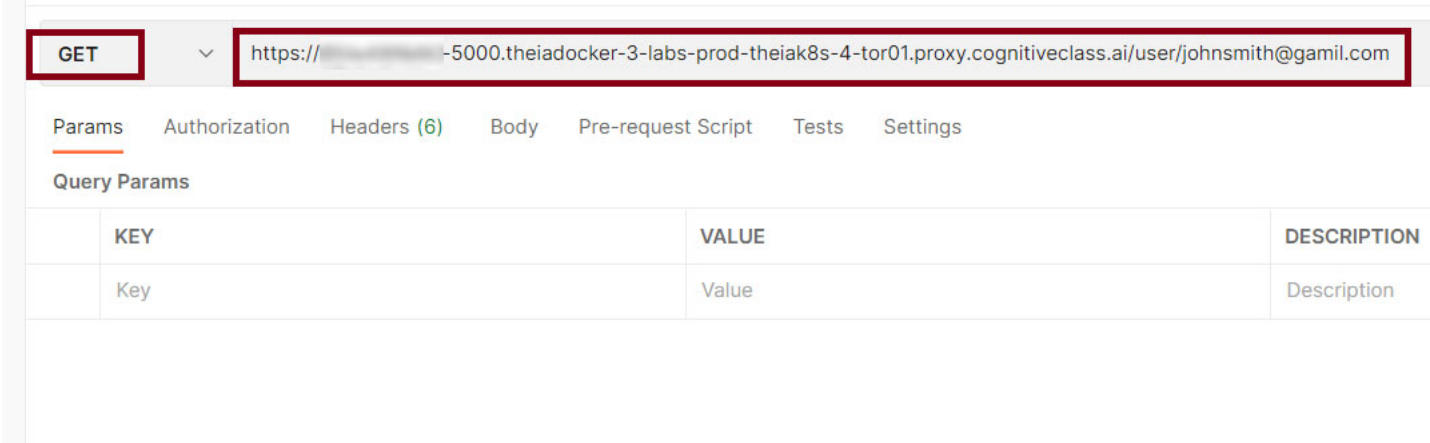 GET https:// -5000.theiadocker-3-labs-prod-theiak8s-4-tor01.proxy.cognitiveclass.ai/user/johnsmith@gamil.com
Params Authorization Headers (6) Body Pre-request Script Tests Settings
Query Params
KEY VALUE DESCRIPTION
Key Value Description